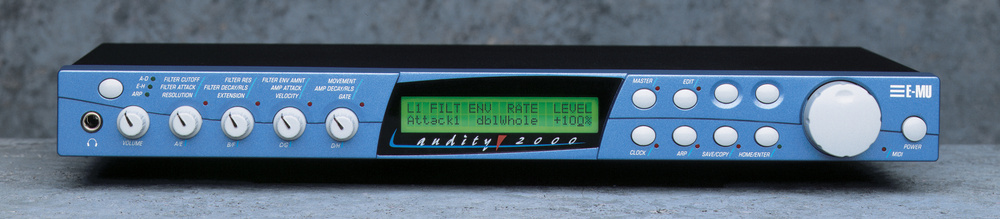 A-D
E-H
ARP
FILTER CUTOFF
FILTER ATTACK
RESOLUTION
FILTER RES
FILTER DECAY/RLS
EXTENSION
FILTER ENV AMNT
AMP ATTACK
VELOCITY
MOVEMENT
AMP DECAY/RLS
GATE
VOLUME
A/E
B/F
C/G
D/H
L1 FILT ENV RATE LEVEL
Attack1 dblWhole +100%
audity 2000
MASTER
EDIT
CLOCK
ARP
SAVE/COPY
HOME/ENTER
E-MU
POWER
MIDI